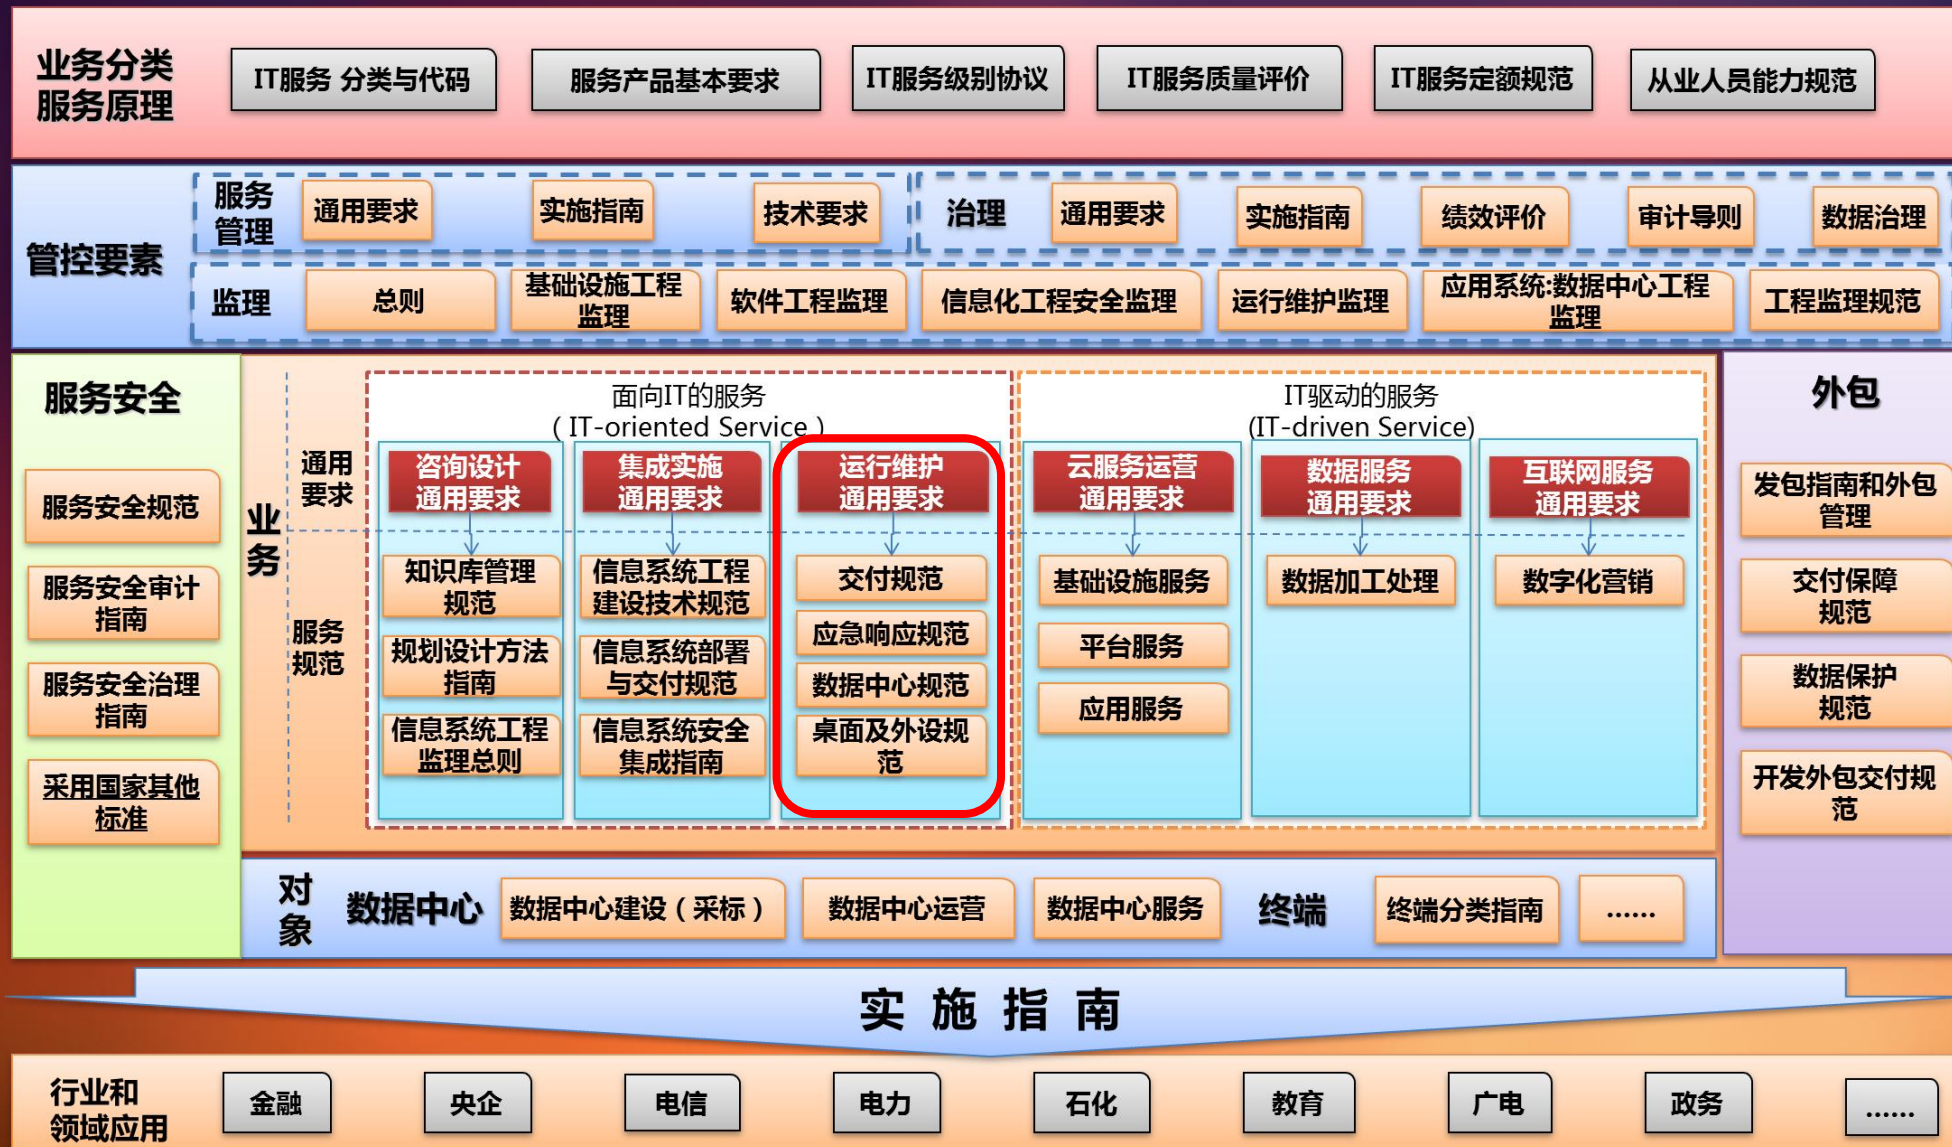 业务分类
服务原理
IT服务 分类与代码
服务产品基本要求
IT服务级别协议
IT服务质量评价
IT服务定额规范
从业人员能力规范
管控要素
服务
管理
通用要求
实施指南
技术要求
治理
通用要求
实施指南
绩效评价
审计导则
数据治理
监理
总则
基础设施工程
监理
软件工程监理
信息化工程安全监理
运行维护监理
应用系统:数据中心工程
监理
工程监理规范
服务安全
服务安全规范
服务安全审计
指南
服务安全治理
指南
采用国家其他
标准
业
务
通用
要求
服务
规范
面向IT的服务
（IT-oriented Service）
咨询设计
通用要求
知识库管理
规范
规划设计方法
指南
信息系统工程
监理总则
集成实施
通用要求
信息系统工程
建设技术规范
信息系统部署
与交付规范
信息系统安全
集成指南
运行维护
通用要求
交付规范
应急响应规范
数据中心规范
桌面及外设规
范
IT驱动的服务
(IT-driven Service)
云服务运营
通用要求
基础设施服务
平台服务
应用服务
数据服务
通用要求
数据加工处理
互联网服务
通用要求
数字化营销
外包
发包指南和外包
管理
交付保障
规范
数据保护
规范
开发外包交付规
范
对
象
数据中心
数据中心建设（采标）
数据中心运营
数据中心服务
终端
终端分类指南
......
实 施 指 南
行业和
领域应用
金融
央企
电信
电力
石化
教育
广电
政务
......